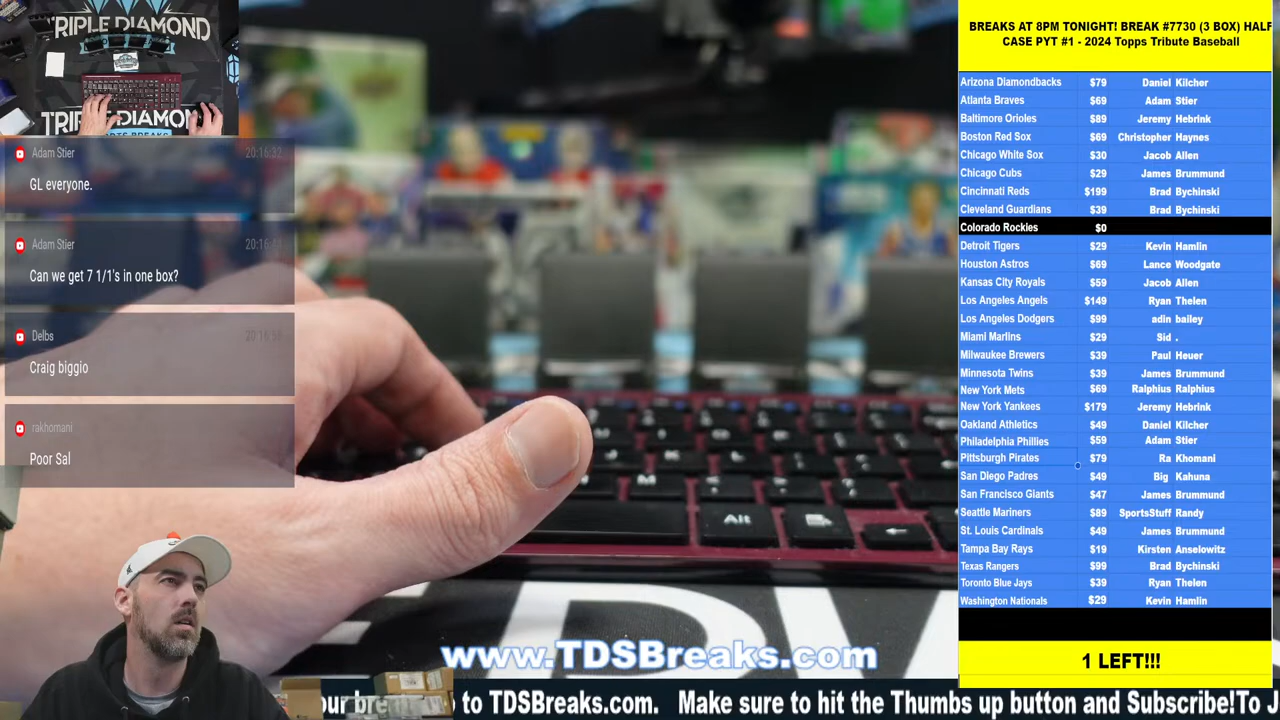 TRIPLE DIAMOND
TRIPLE DIAMOND
Adam Stier 20:16:32
GL everyone.
Adam Stier
Can we get 7 1/1's in one box?
Delbs
Craig biggio
rakhomani
Poor Sal
Alt
M
www.TDSBreaks.com
to TDSBreaks.com. Make sure to hit the Thumbs up button and Subscribe!To J
BREAKS AT 8PM TONIGHT! BREAK #7730 (3 BOX) HALF
CASE PYT #1 - 2024 Topps Tribute Baseball
Arizona Diamondbacks $79 Daniel Kilcher
Atlanta Braves $69 Adam Stier
Baltimore Orioles $89 Jeremy Hebrink
Boston Red Sox $69 Christopher Haynes
Chicago White Sox $30 Jacob Allen
Chicago Cubs $29 James Brummund
Cincinnati Reds $199 Brad Bychinski
Cleveland Guardians $39 Brad Bychinski
Colorado Rockies $0
Detroit Tigers $29 Kevin Hamlin
Houston Astros $69 Lance Woodgate
Kansas City Royals $59 Jacob Allen
Los Angeles Angels $149 Ryan Thelen
Los Angeles Dodgers $99 adin bailey
Miami Marlins $29 Sid .
Milwaukee Brewers $39 Paul Heuer
Minnesota Twins $39 James Brummund
New York Mets $69 Ralphius Ralphius
New York Yankees $179 Jeremy Hebrink
Oakland Athletics $49 Daniel Kilcher
Philadelphia Phillies $59 Adam Stier
Pittsburgh Pirates $79 Ra Khomani
San Diego Padres $49 Big Kahuna
San Francisco Giants $47 James Brummund
Seattle Mariners $89 SportsStuff Randy
St. Louis Cardinals $49 James Brummund
Tampa Bay Rays $19 Kirsten Anselowitz
Texas Rangers $99 Brad Bychinski
Toronto Blue Jays $39 Ryan Thelen
Washington Nationals $29 Kevin Hamlin
1 LEFT!!!